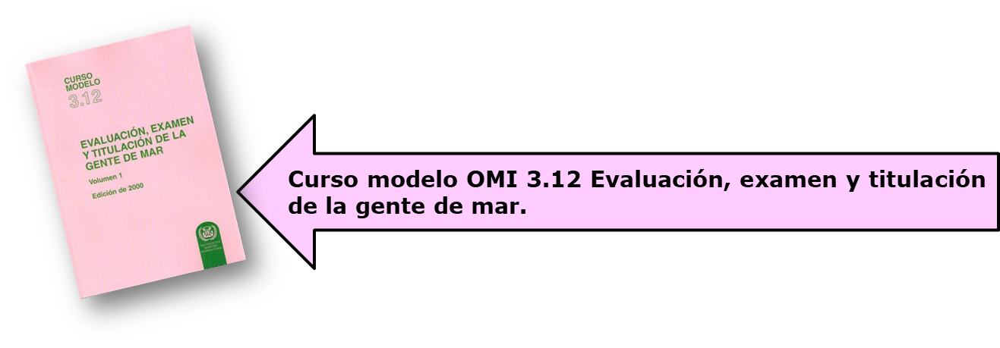 CURSO
MODELO
3.12
EVALUACIÓN, EXAMEN
Y TITULACIÓN DE LA
GENTE DE MAR
Volumen 1
Edición de 2000
Curso modelo OMI 3.12 Evaluación, examen y titulación
de la gente de mar.